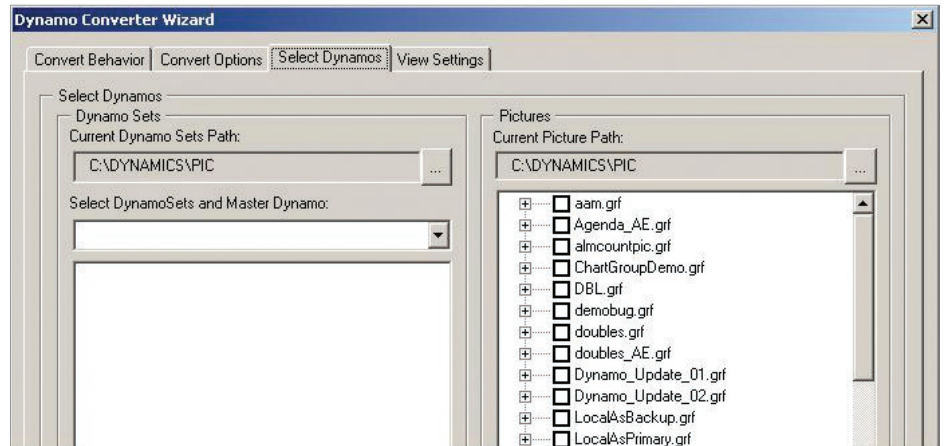 Dynamo Converter Wizard
Convert Behavior Convert Options Select Dynamos View Settings
Select Dynamos
Dynamo Sets
Current Dynamo Sets Path:
C:\DYNAMICS\PIC ...
Select DynamoSets and Master Dynamo:
Pictures
Current Picture Path:
C:\DYNAMICS\PIC ...
aam.grf
Agenda_AE.grf
almcountpic.grf
ChartGroupDemo.grf
DBL.grf
demobug.grf
doubles.grf
doubles_AE.grf
Dynamo_Update_01.grf
Dynamo_Update_02.grf
LocalAsBackup.grf
LocalAsPrimary.grf